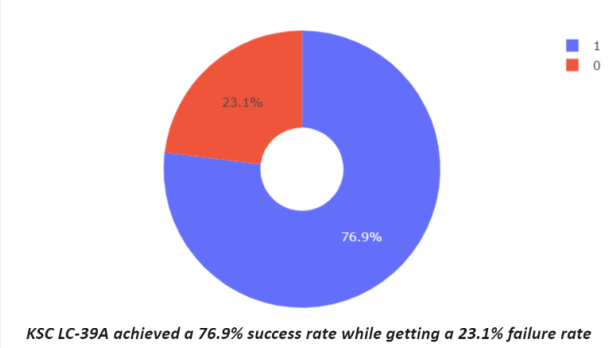 1
0
23.1%
76.9%
KSC LC-39A achieved a 76.9% success rate while getting a 23.1% failure rate